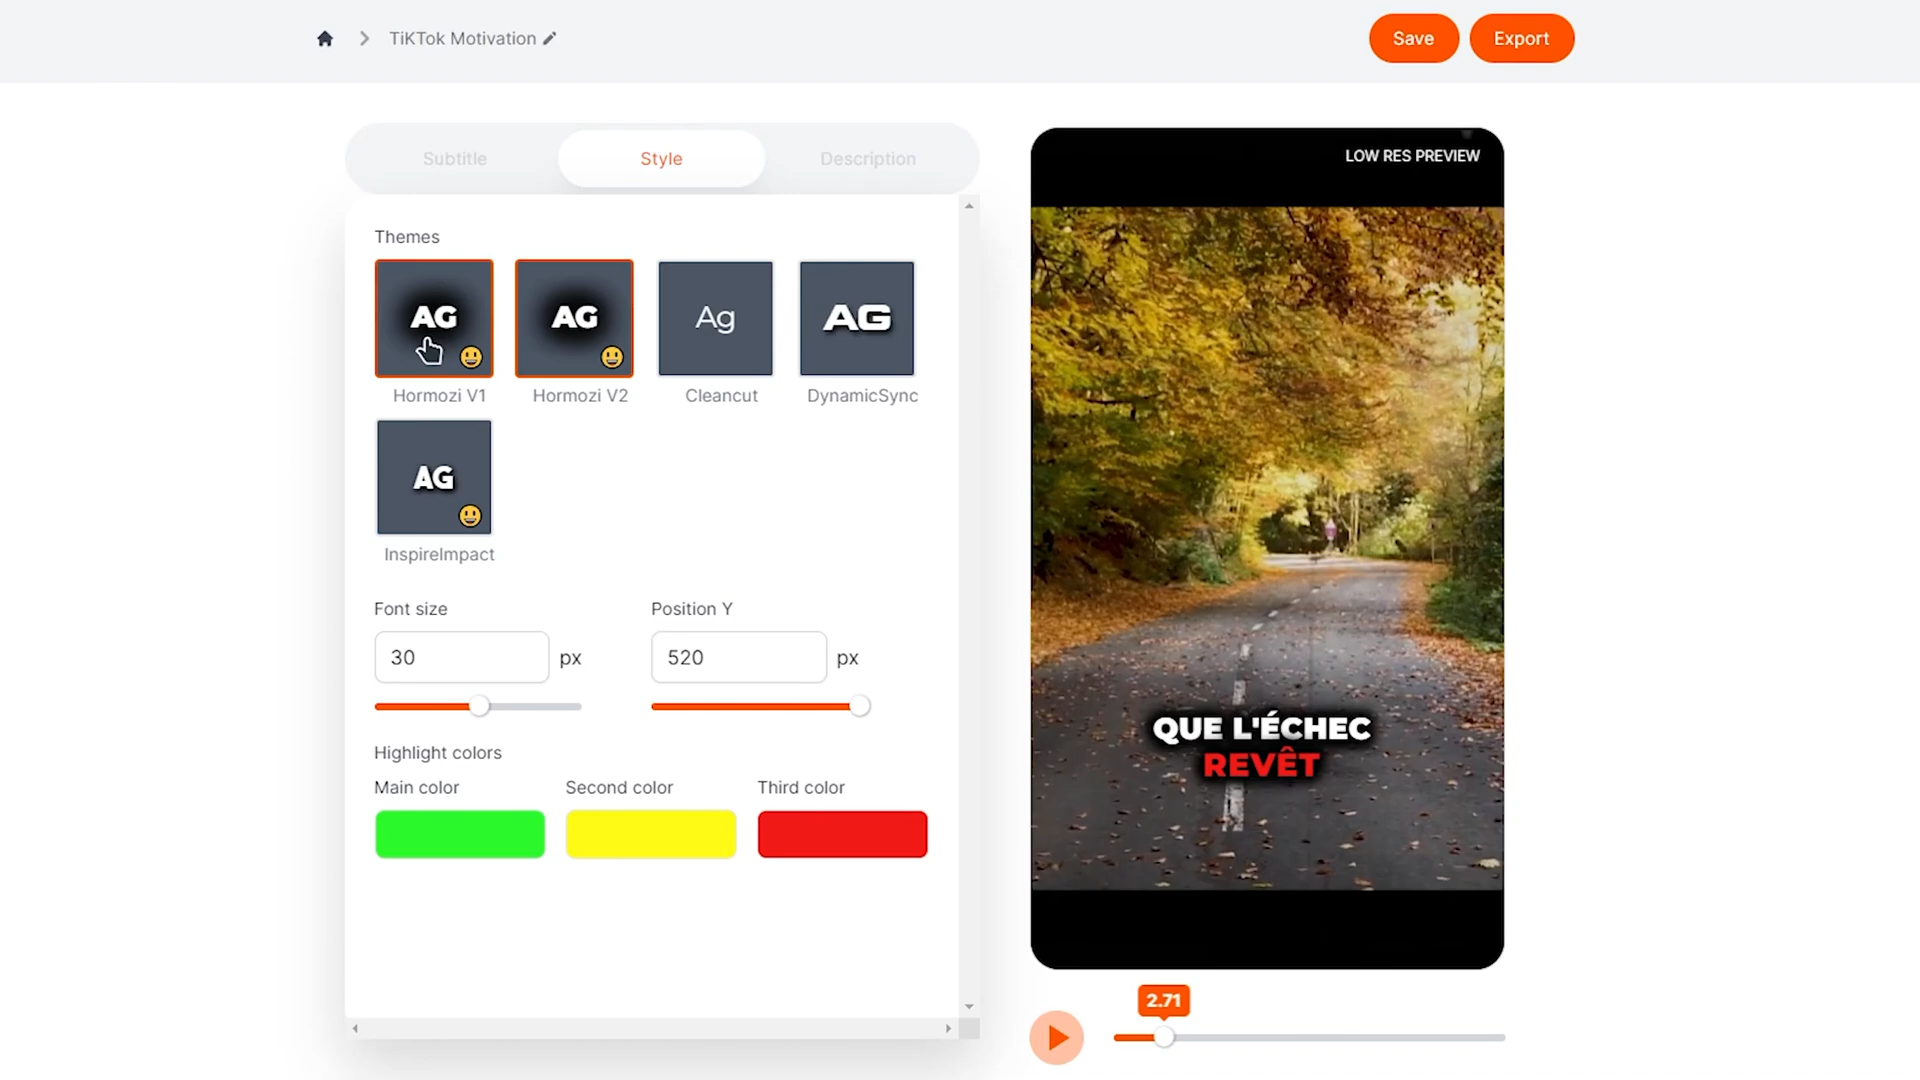 TiKTok Motivation
Save
Export
Subtitle
Style
Description
LOW RES PREVIEW
Themes
AG
AG
Ag
AG
Hormozi V1
Hormozi V2
Cleancut
DynamicSync
AG
InspireImpact
Font size
Position Y
30 px
520 px
Highlight colors
Main color
Second color
Third color
QUE L'ÉCHEC
REVÊT
2.71